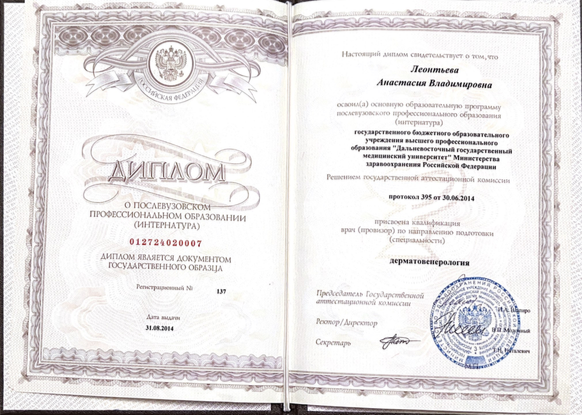 РОССИЙСКАЯ ФЕДЕРАЦИЯ
ДИПЛОМ
О ПОСЛЕВУЗОВСКОМ
ПРОФЕССИОНАЛЬНОМ ОБРАЗОВАНИИ
(ИНТЕРНАТУРА)
012724020007
ДИПЛОМ ЯВЛЯЕТСЯ ДОКУМЕНТОМ
ГОСУДАРСТВЕННОГО ОБРАЗЦА
Регистрационный № 137
Дата выдачи
31.08.2014
Настоящий диплом свидетельствует о том, что
Леонтьева
Анастасия Владимировна
освоил(а) основную образовательную программу
послевузовского профессионального образования
(интернатура)
государственного бюджетного образовательного
учреждения высшего профессионального
образования "Дальневосточный государственный
медицинский университет" Министерства
здравоохранения Российской Федерации
Решением государственной аттестационной комиссии
протокол 395 от 30.06.2014
присвоена квалификация
врач (провизор) по направлению подготовки
(специальности)
дерматовенерология
Председатель Государственной
аттестационной комиссии
Ректор/Директор
Секретарь